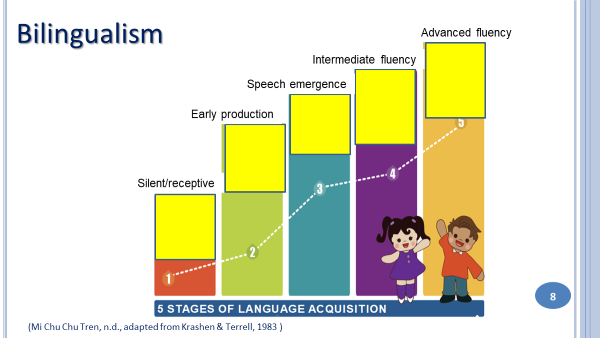 Bilingualism
Advanced fluency
Intermediate fluency
Speech emergence
Early production
Silent/receptive
1
2
3
4
5
5 STAGES OF LANGUAGE ACQUISITION
8
(Mi Chu Chu Tren, n.d., adapted from Krashen & Terrell, 1983 )